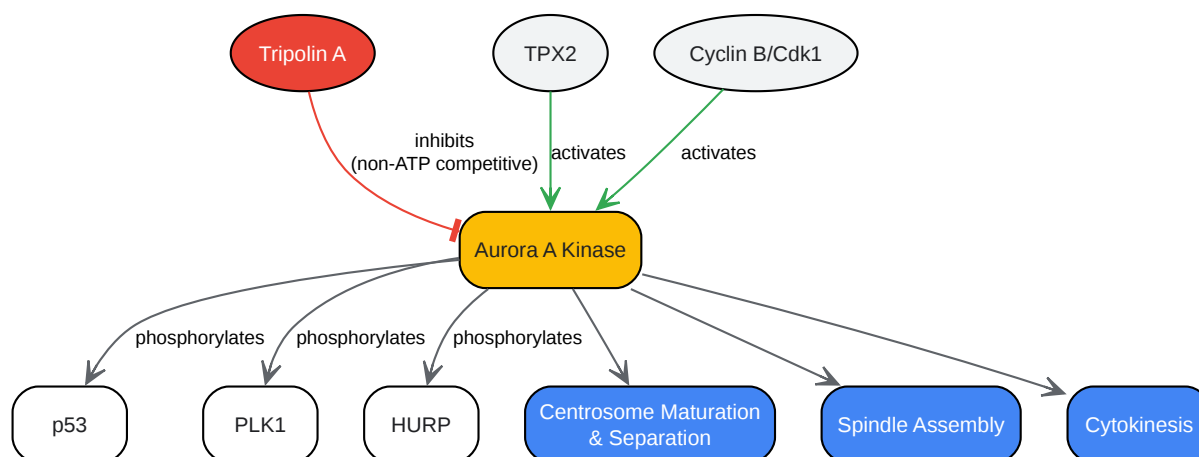 Tripolin A
TPX2
Cyclin B/Cdk1
inhibits
(non-ATP competitive)
activates
activates
Aurora A Kinase
phosphorylates
phosphorylates
phosphorylates
p53
PLK1
HURP
Centrosome Maturation
& Separation
Spindle Assembly
Cytokinesis